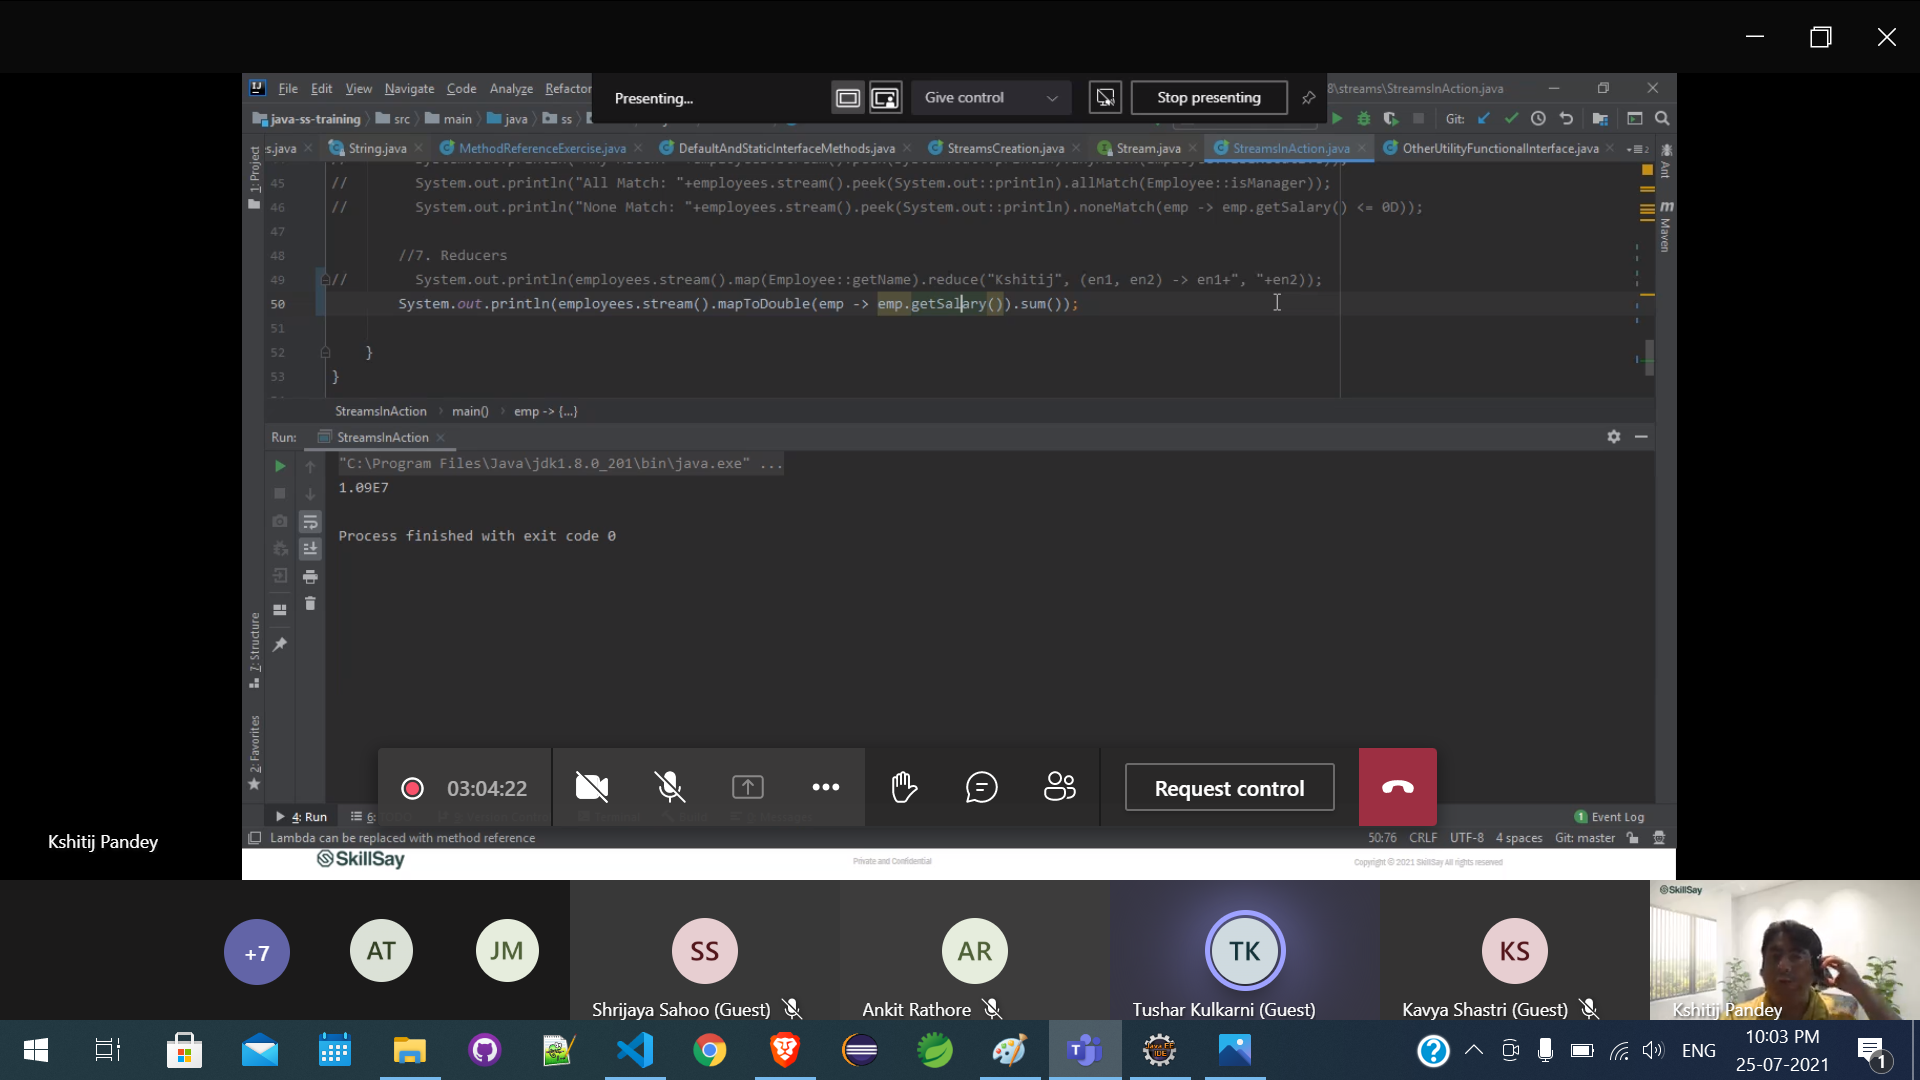 File Edit View Navigate Code Analyze Refactor
Presenting...
Give control
Stop presenting
8\streams\StreamsInAction.java
java-ss-training src main java ss
Git:
s.java
String.java
MethodReferenceExercise.java
DefaultAndStaticInterfaceMethods.java
StreamsCreation.java
Stream.java
StreamsInAction.java
OtherUtilityFunctionalInterface.java
1: Project
Ant
Maven
45 // System.out.println("All Match: "+employees.stream().peek(System.out::println).allMatch(Employee::isManager));
46 // System.out.println("None Match: "+employees.stream().peek(System.out::println).noneMatch(emp -> emp.getSalary() <= 0D));
47
48 //7. Reducers
49 // System.out.println(employees.stream().map(Employee::getName).reduce("Kshitij", (en1, en2) -> en1+", "+en2));
50 System.out.println(employees.stream().mapToDouble(emp -> emp.getSalary()).sum());
51
52 }
53 }
StreamsInAction main() emp -> {...}
Run: StreamsInAction
"C:\Program Files\Java\jdk1.8.0_201\bin\java.exe" ...
1.09E7
Process finished with exit code 0
7: Structure
2: Favorites
03:04:22
Request control
4: Run
6:
1 Event Log
Lambda can be replaced with method reference
50:76 CRLF UTF-8 4 spaces Git: master
Kshitij Pandey
SkillSay
Private and Confidential
Copyright © 2021 SkillSay All rights reserved
+7
AT
JM
SS
AR
TK
KS
SkillSay
Shrijaya Sahoo (Guest)
Ankit Rathore
Tushar Kulkarni (Guest)
Kavya Shastri (Guest)
Kshitij Pandey
ENG
10:03 PM
25-07-2021
1